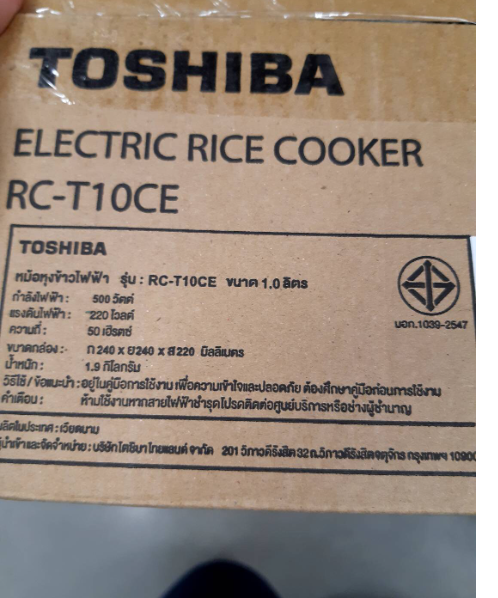 TOSHIBA
ELECTRIC RICE COOKER
RC-T10CE
TOSHIBA
หม้อหุงข้าวไฟฟ้า รุ่น : RC-T10CE ขนาด 1.0 ลิตร
กำลังไฟฟ้า : 500 วัตต์
แรงดันไฟฟ้า : 220 โวลต์
ความถี่ : 50 เฮิรตซ์
ขนาดกล่อง : ก 240 x ย240 x ส 220 มิลลิเมตร
น้ำหนัก : 1.9 กิโลกรัม
วิธีใช้ / ข้อแนะนำ : อยู่ในคู่มือการใช้งาน เพื่อความเข้าใจและปลอดภัย ต้องศึกษาคู่มือก่อนการใช้งาน
คำเตือน : ห้ามใช้งานหากสายไฟฟ้าชำรุดโปรดติดต่อศูนย์บริการหรือช่างผู้ชำนาญ
มอก.1039-2547
ผลิตในประเทศ : เวียดนาม
ผู้นำเข้าและจัดจำหน่าย : บริษัท โตชิบา ไทยแลนด์ จำกัด 201 วิภาวดีรังสิต 32 ถ.วิภาวดีรังสิต จตุจักร กรุงเทพฯ 10900